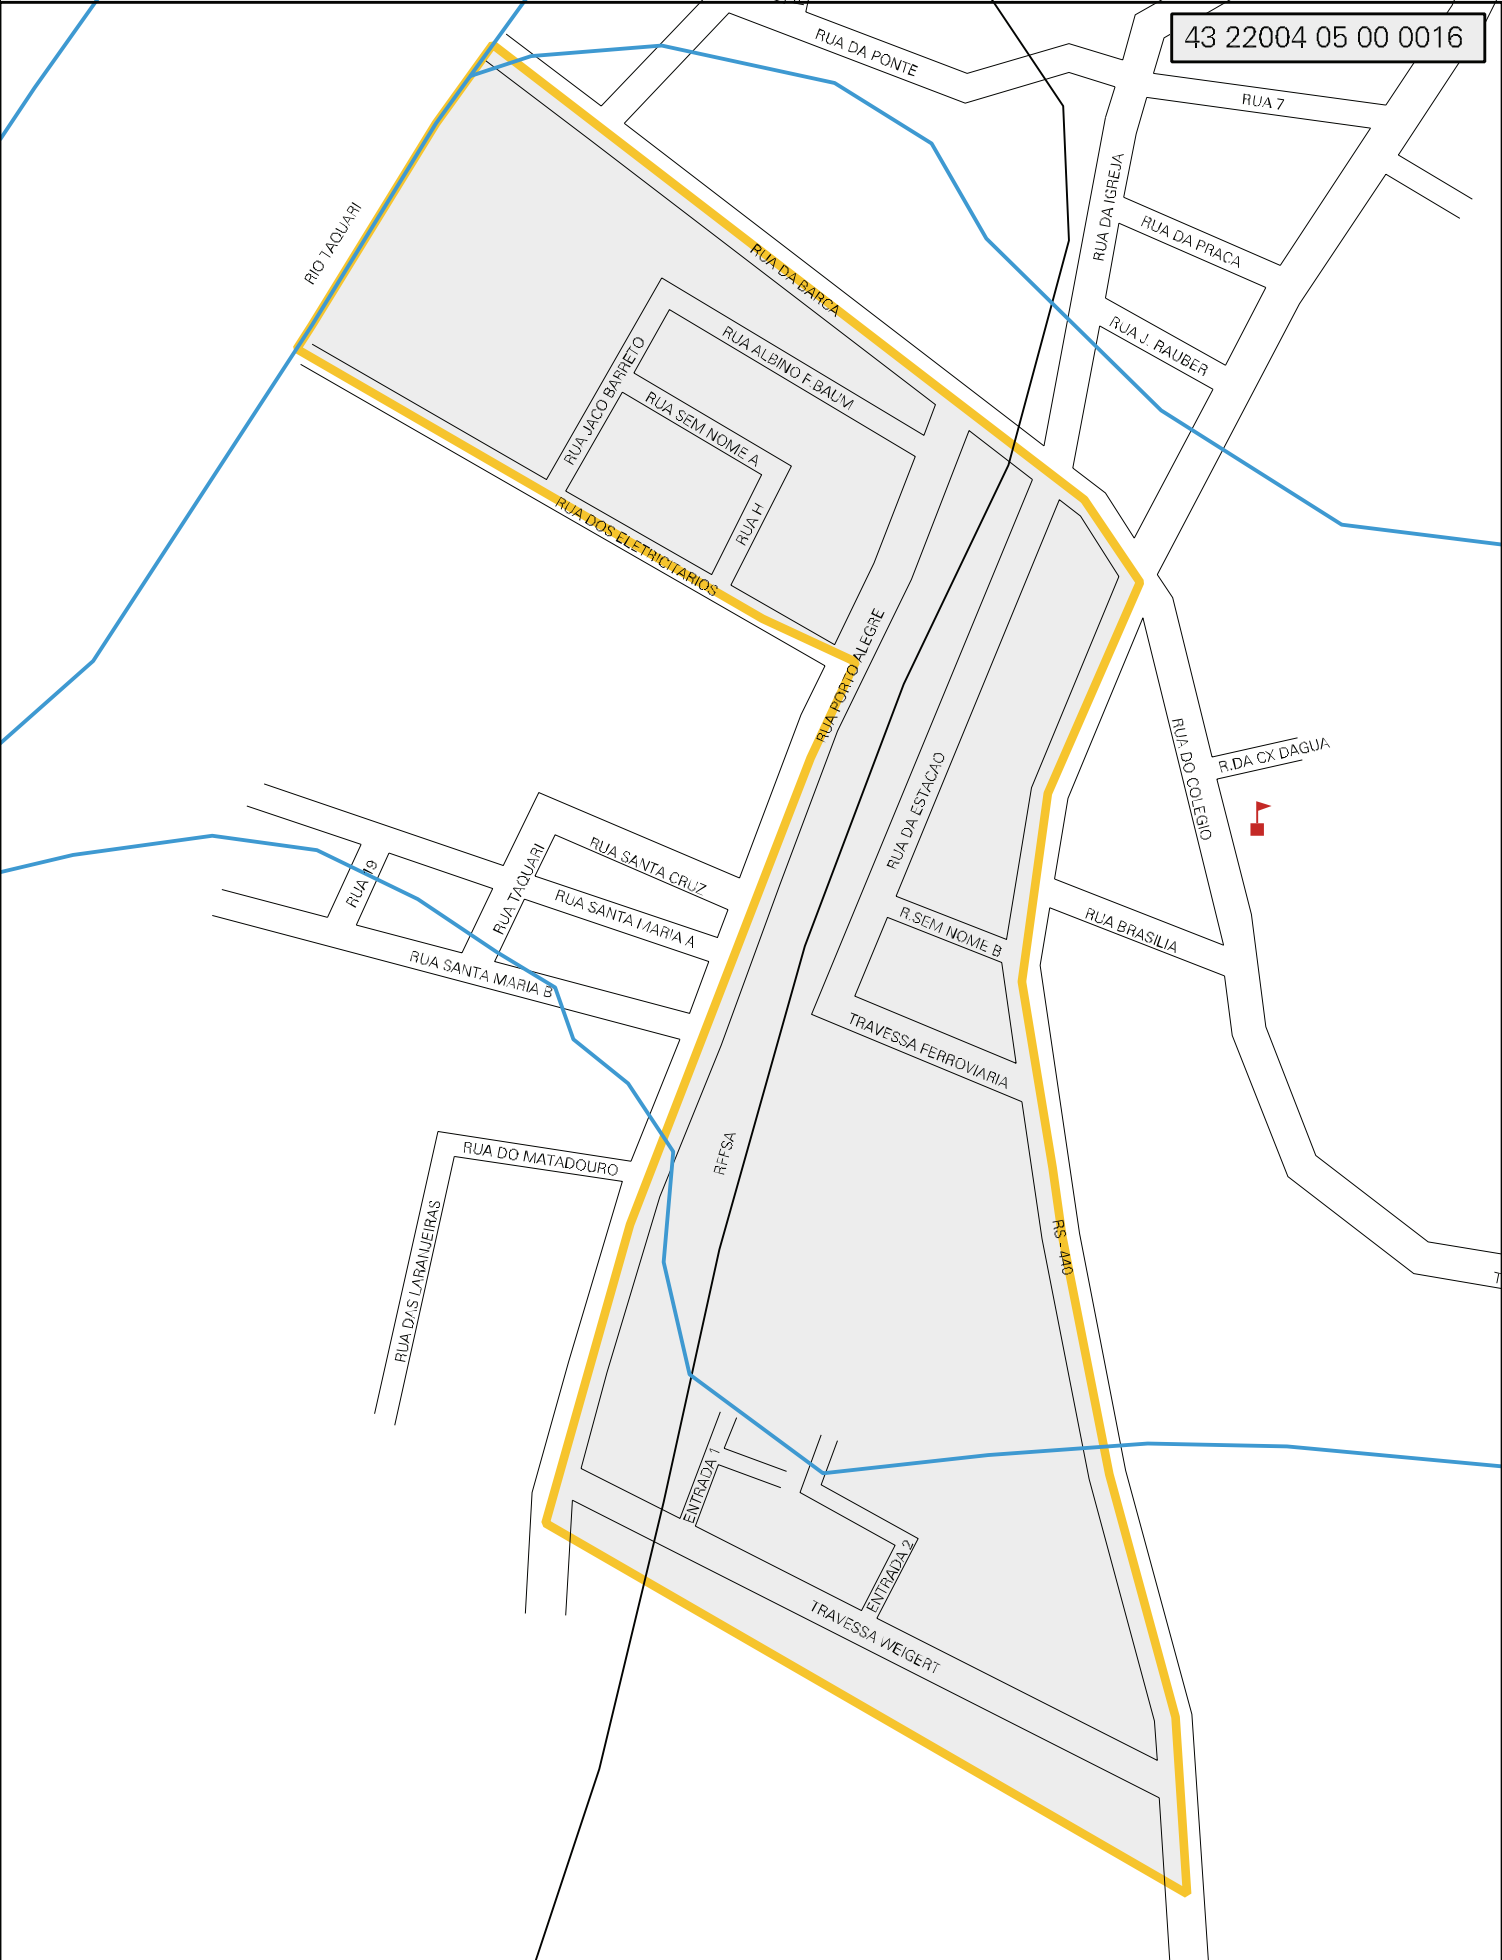 43 22004 05 00 0016
RUA DA PONTE
RUA 7
RUA DA IGREJA
RUA DA PRACA
RIO TAQUARI
RUA DA BARCA
RUA J. RAUBER
RUA ALBINO F.BAUM
RUA JACO BARRETO
RUA SEM NOME A
RUA H
RUA DOS ELETRICITARIOS
RUA PORTO ALEGRE
RUA DO COLEGIO
R.DA CX DAGUA
RUA DA ESTACAO
RUA SANTA CRUZ
RUA TAQUARI
RUA 19
RUA SANTA MARIA A
R.SEM NOME B
RUA BRASILIA
RUA SANTA MARIA B
TRAVESSA FERROVIARIA
RFFSA
RUA DO MATADOURO
RUA DAS LARANJEIRAS
RS - 440
T
ENTRADA 1
ENTRADA 2
TRAVESSA WEIGERT